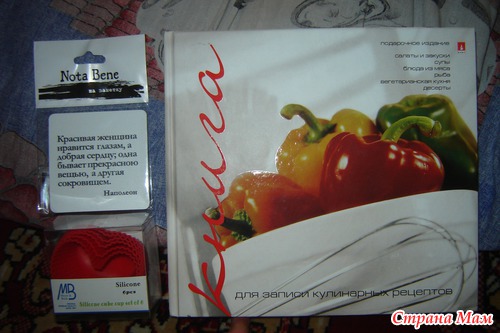 Nota Bene
на заметку
Красивая женщина
нравится глазам, а
добрая сердцу; одна
бывает прекрасною
вещью, а другая
сокровищем.
Наполеон
MB
Silicone
6pcs
Silicone cake cup set of 6
книга
подарочное издание
салаты и закуски
супы
блюда из мяса
рыба
вегетарианская кухня
десерты
для записи кулинарных рецептов
Страна Мам